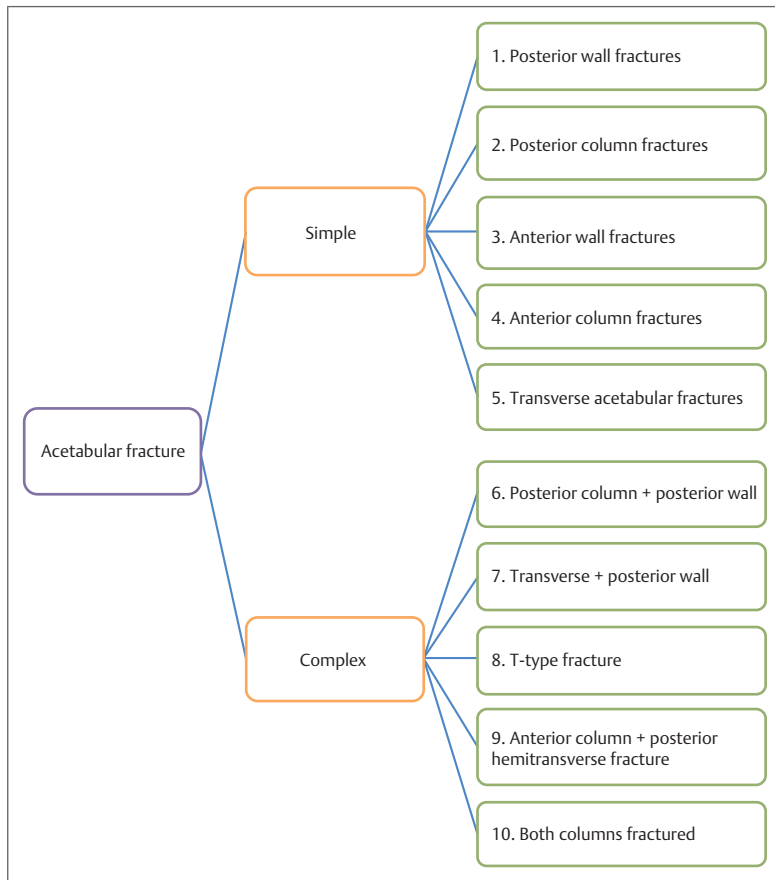 Acetabular fracture
Simple
1. Posterior wall fractures
2. Posterior column fractures
3. Anterior wall fractures
4. Anterior column fractures
5. Transverse acetabular fractures
Complex
6. Posterior column + posterior wall
7. Transverse + posterior wall
8. T-type fracture
9. Anterior column + posterior
hemitransverse fracture
10. Both columns fractured